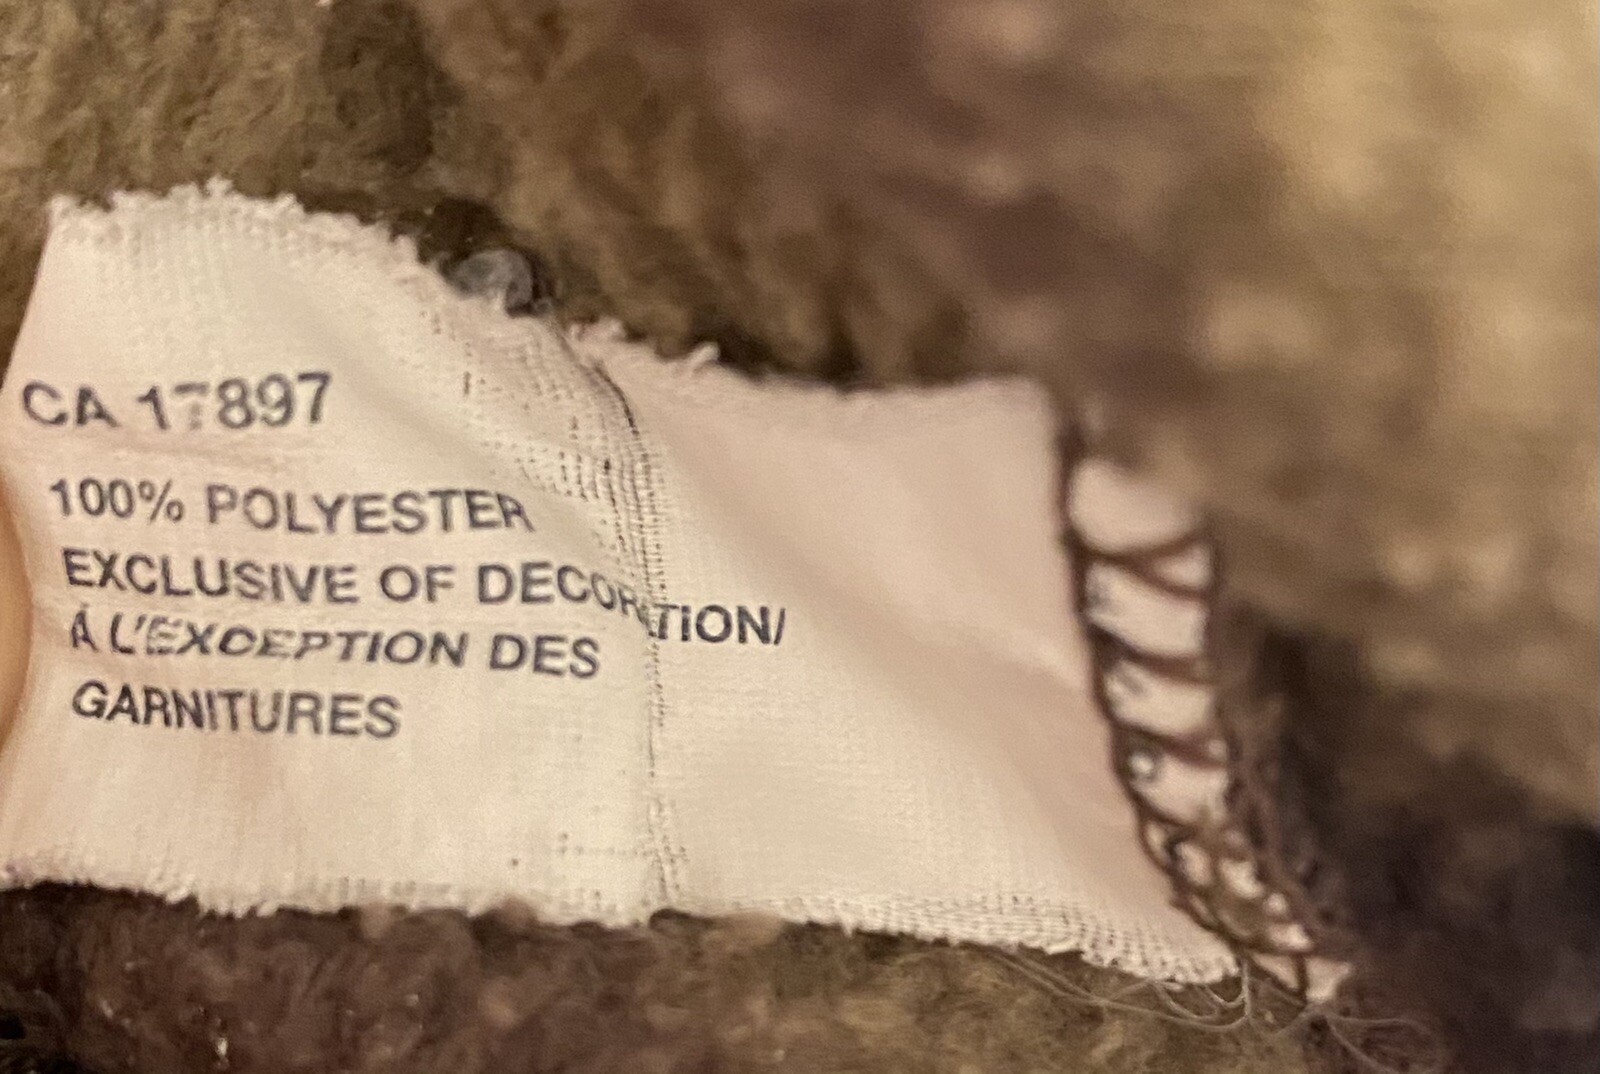 CA 17897
100% POLYESTER
EXCLUSIVE OF DECORATION/
À L'EXCEPTION DES
GARNITURES